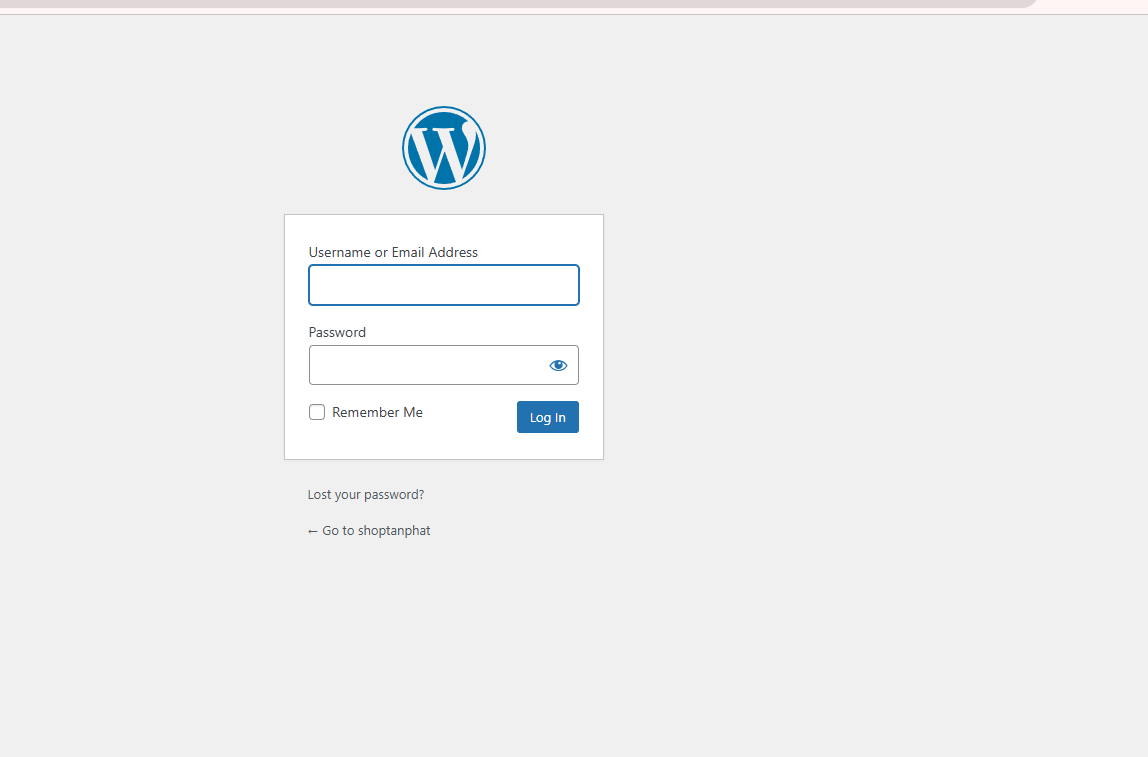 Username or Email Address
Password
Remember Me
Log In
Lost your password?
← Go to shoptanphat